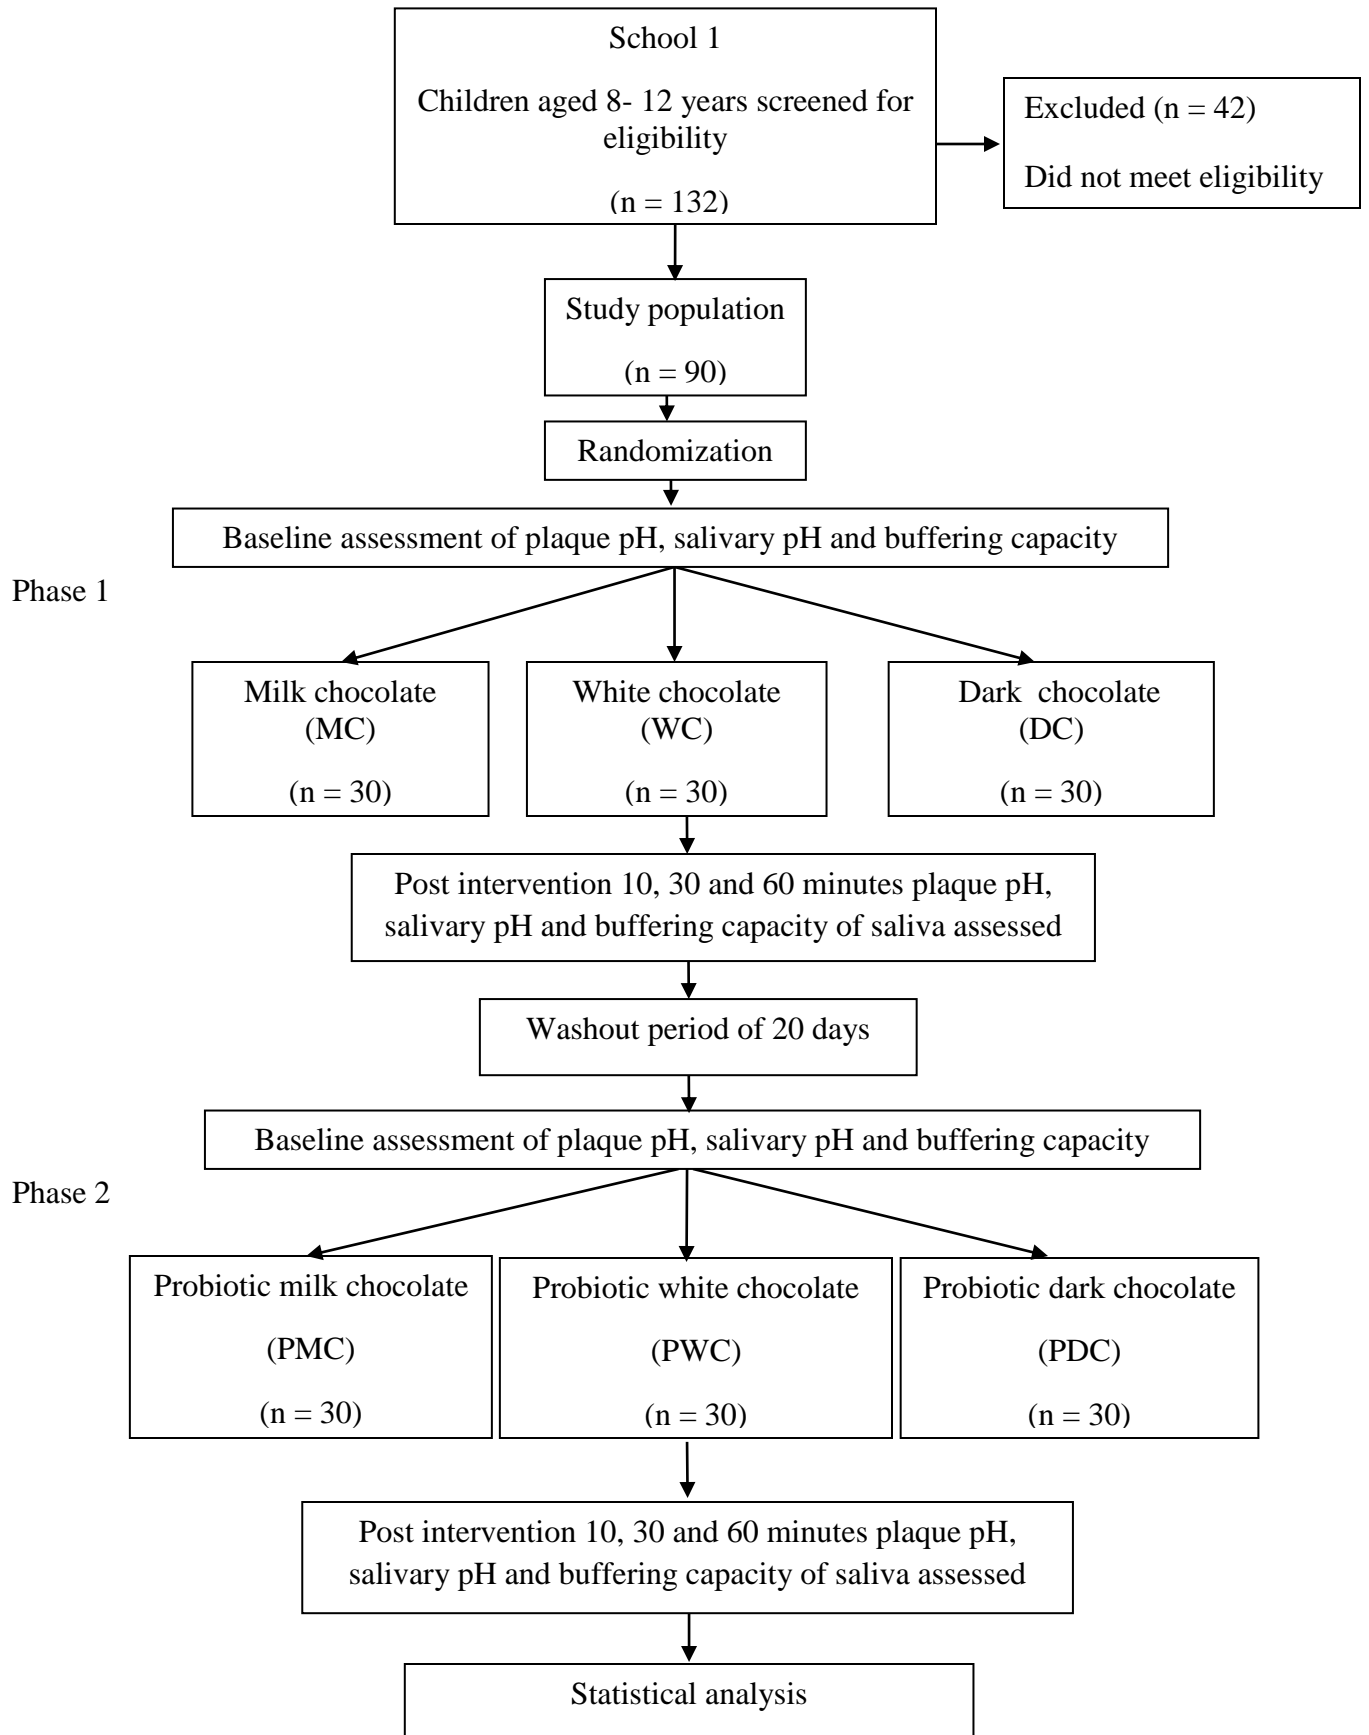 School 1
Children aged 8- 12 years screened for
eligibility
(n = 132)
Excluded (n = 42)
Did not meet eligibility
Study population
(n = 90)
Randomization
Baseline assessment of plaque pH, salivary pH and buffering capacity
Phase 1
Milk chocolate
(MC)
(n = 30)
White chocolate
(WC)
(n = 30)
Dark chocolate
(DC)
(n = 30)
Post intervention 10, 30 and 60 minutes plaque pH,
salivary pH and buffering capacity of saliva assessed
Washout period of 20 days
Baseline assessment of plaque pH, salivary pH and buffering capacity
Phase 2
Probiotic milk chocolate
(PMC)
(n = 30)
Probiotic white chocolate
(PWC)
(n = 30)
Probiotic dark chocolate
(PDC)
(n = 30)
Post intervention 10, 30 and 60 minutes plaque pH,
salivary pH and buffering capacity of saliva assessed
Statistical analysis